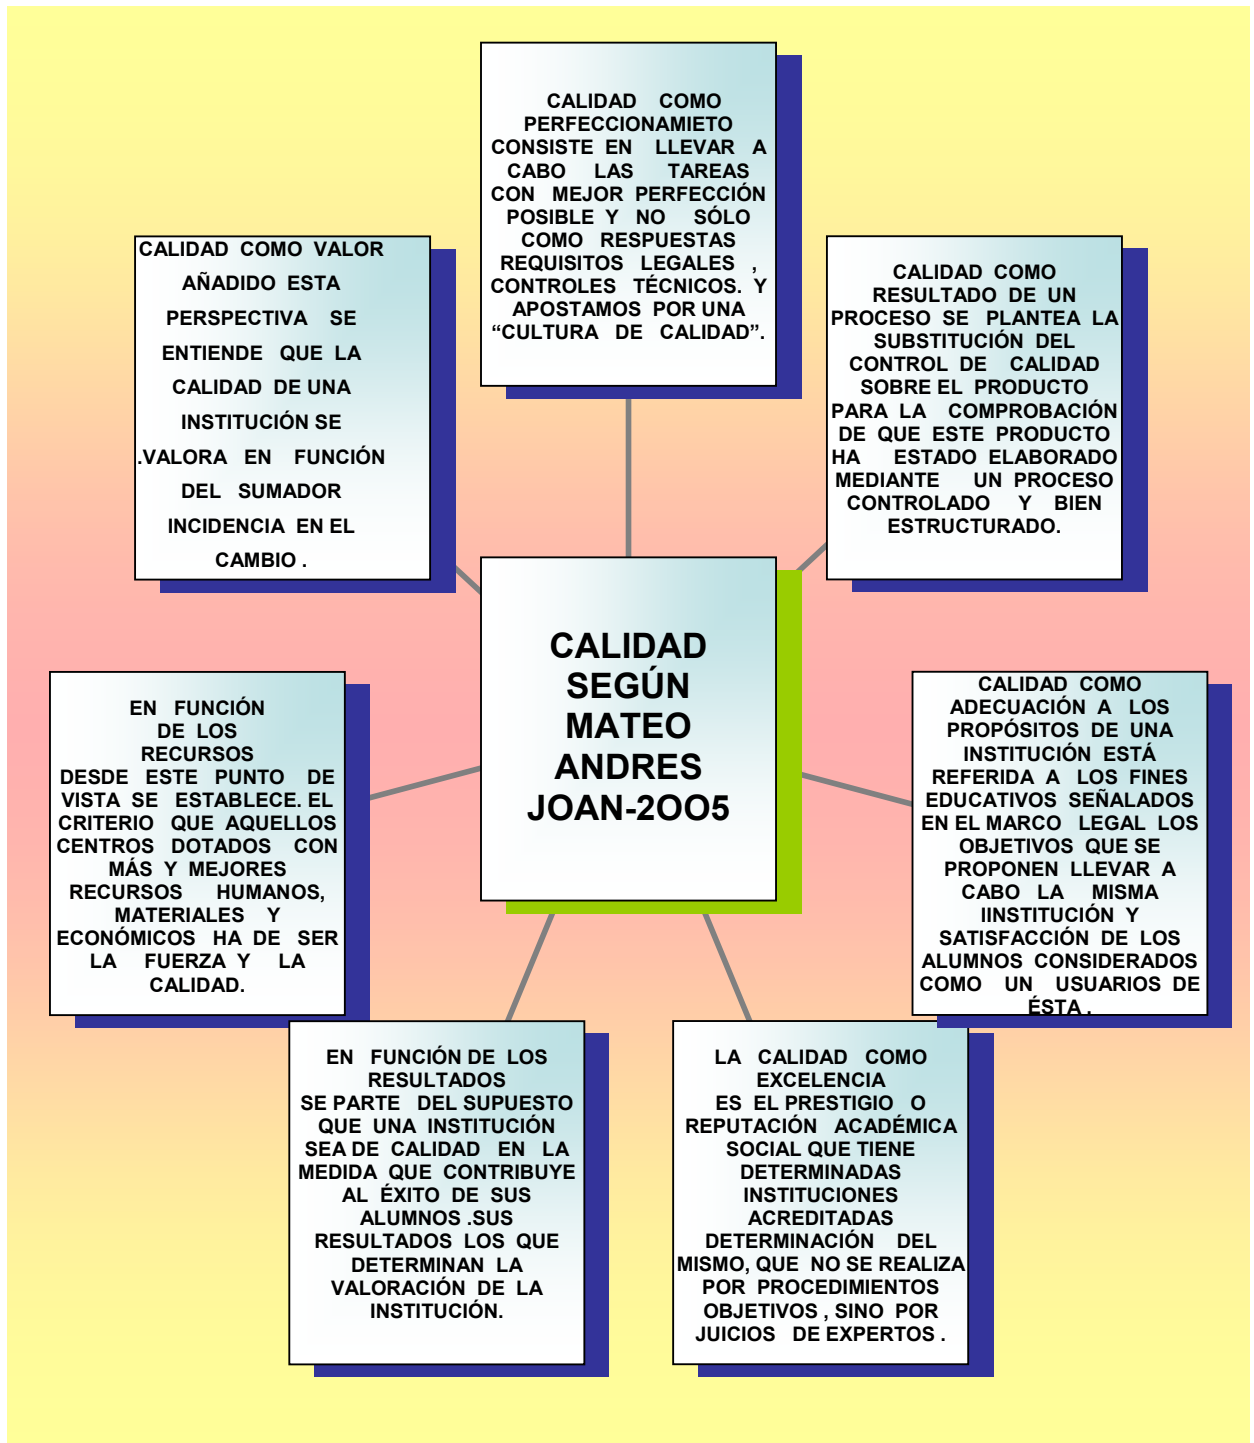 CALIDAD COMO
PERFECCIONAMIETO
CONSISTE EN LLEVAR A
CABO LAS TAREAS
CON MEJOR PERFECCIÓN
POSIBLE Y NO SÓLO
COMO RESPUESTAS
REQUISITOS LEGALES ,
CONTROLES TÉCNICOS. Y
APOSTAMOS POR UNA
“CULTURA DE CALIDAD”.
CALIDAD COMO VALOR
AÑADIDO ESTA
PERSPECTIVA SE
ENTIENDE QUE LA
CALIDAD DE UNA
INSTITUCIÓN SE
.VALORA EN FUNCIÓN
DEL SUMADOR
INCIDENCIA EN EL
CAMBIO .
CALIDAD COMO
RESULTADO DE UN
PROCESO SE PLANTEA LA
SUBSTITUCIÓN DEL
CONTROL DE CALIDAD
SOBRE EL PRODUCTO
PARA LA COMPROBACIÓN
DE QUE ESTE PRODUCTO
HA ESTADO ELABORADO
MEDIANTE UN PROCESO
CONTROLADO Y BIEN
ESTRUCTURADO.
CALIDAD
SEGÚN
MATEO
ANDRES
JOAN-2OO5
EN FUNCIÓN
DE LOS
RECURSOS
DESDE ESTE PUNTO DE
VISTA SE ESTABLECE. EL
CRITERIO QUE AQUELLOS
CENTROS DOTADOS CON
MÁS Y MEJORES
RECURSOS HUMANOS,
MATERIALES Y
ECONÓMICOS HA DE SER
LA FUERZA Y LA
CALIDAD.
CALIDAD COMO
ADECUACIÓN A LOS
PROPÓSITOS DE UNA
INSTITUCIÓN ESTÁ
REFERIDA A LOS FINES
EDUCATIVOS SEÑALADOS
EN EL MARCO LEGAL LOS
OBJETIVOS QUE SE
PROPONEN LLEVAR A
CABO LA MISMA
IINSTITUCIÓN Y
SATISFACCIÓN DE LOS
ALUMNOS CONSIDERADOS
COMO UN USUARIOS DE
ÉSTA .
EN FUNCIÓN DE LOS
RESULTADOS
SE PARTE DEL SUPUESTO
QUE UNA INSTITUCIÓN
SEA DE CALIDAD EN LA
MEDIDA QUE CONTRIBUYE
AL ÉXITO DE SUS
ALUMNOS .SUS
RESULTADOS LOS QUE
DETERMINAN LA
VALORACIÓN DE LA
INSTITUCIÓN.
LA CALIDAD COMO
EXCELENCIA
ES EL PRESTIGIO O
REPUTACIÓN ACADÉMICA
SOCIAL QUE TIENE
DETERMINADAS
INSTITUCIONES
ACREDITADAS
DETERMINACIÓN DEL
MISMO, QUE NO SE REALIZA
POR PROCEDIMIENTOS
OBJETIVOS , SINO POR
JUICIOS DE EXPERTOS .